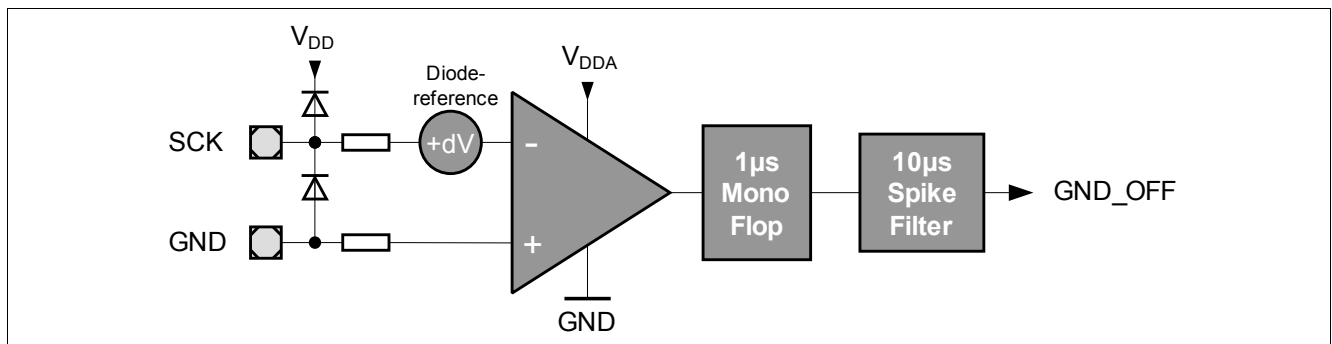 V_DD
V_DDA
Diode-
reference
SCK
+dV
-
GND
+
1µs
Mono
Flop
10µs
Spike
Filter
GND_OFF
GND